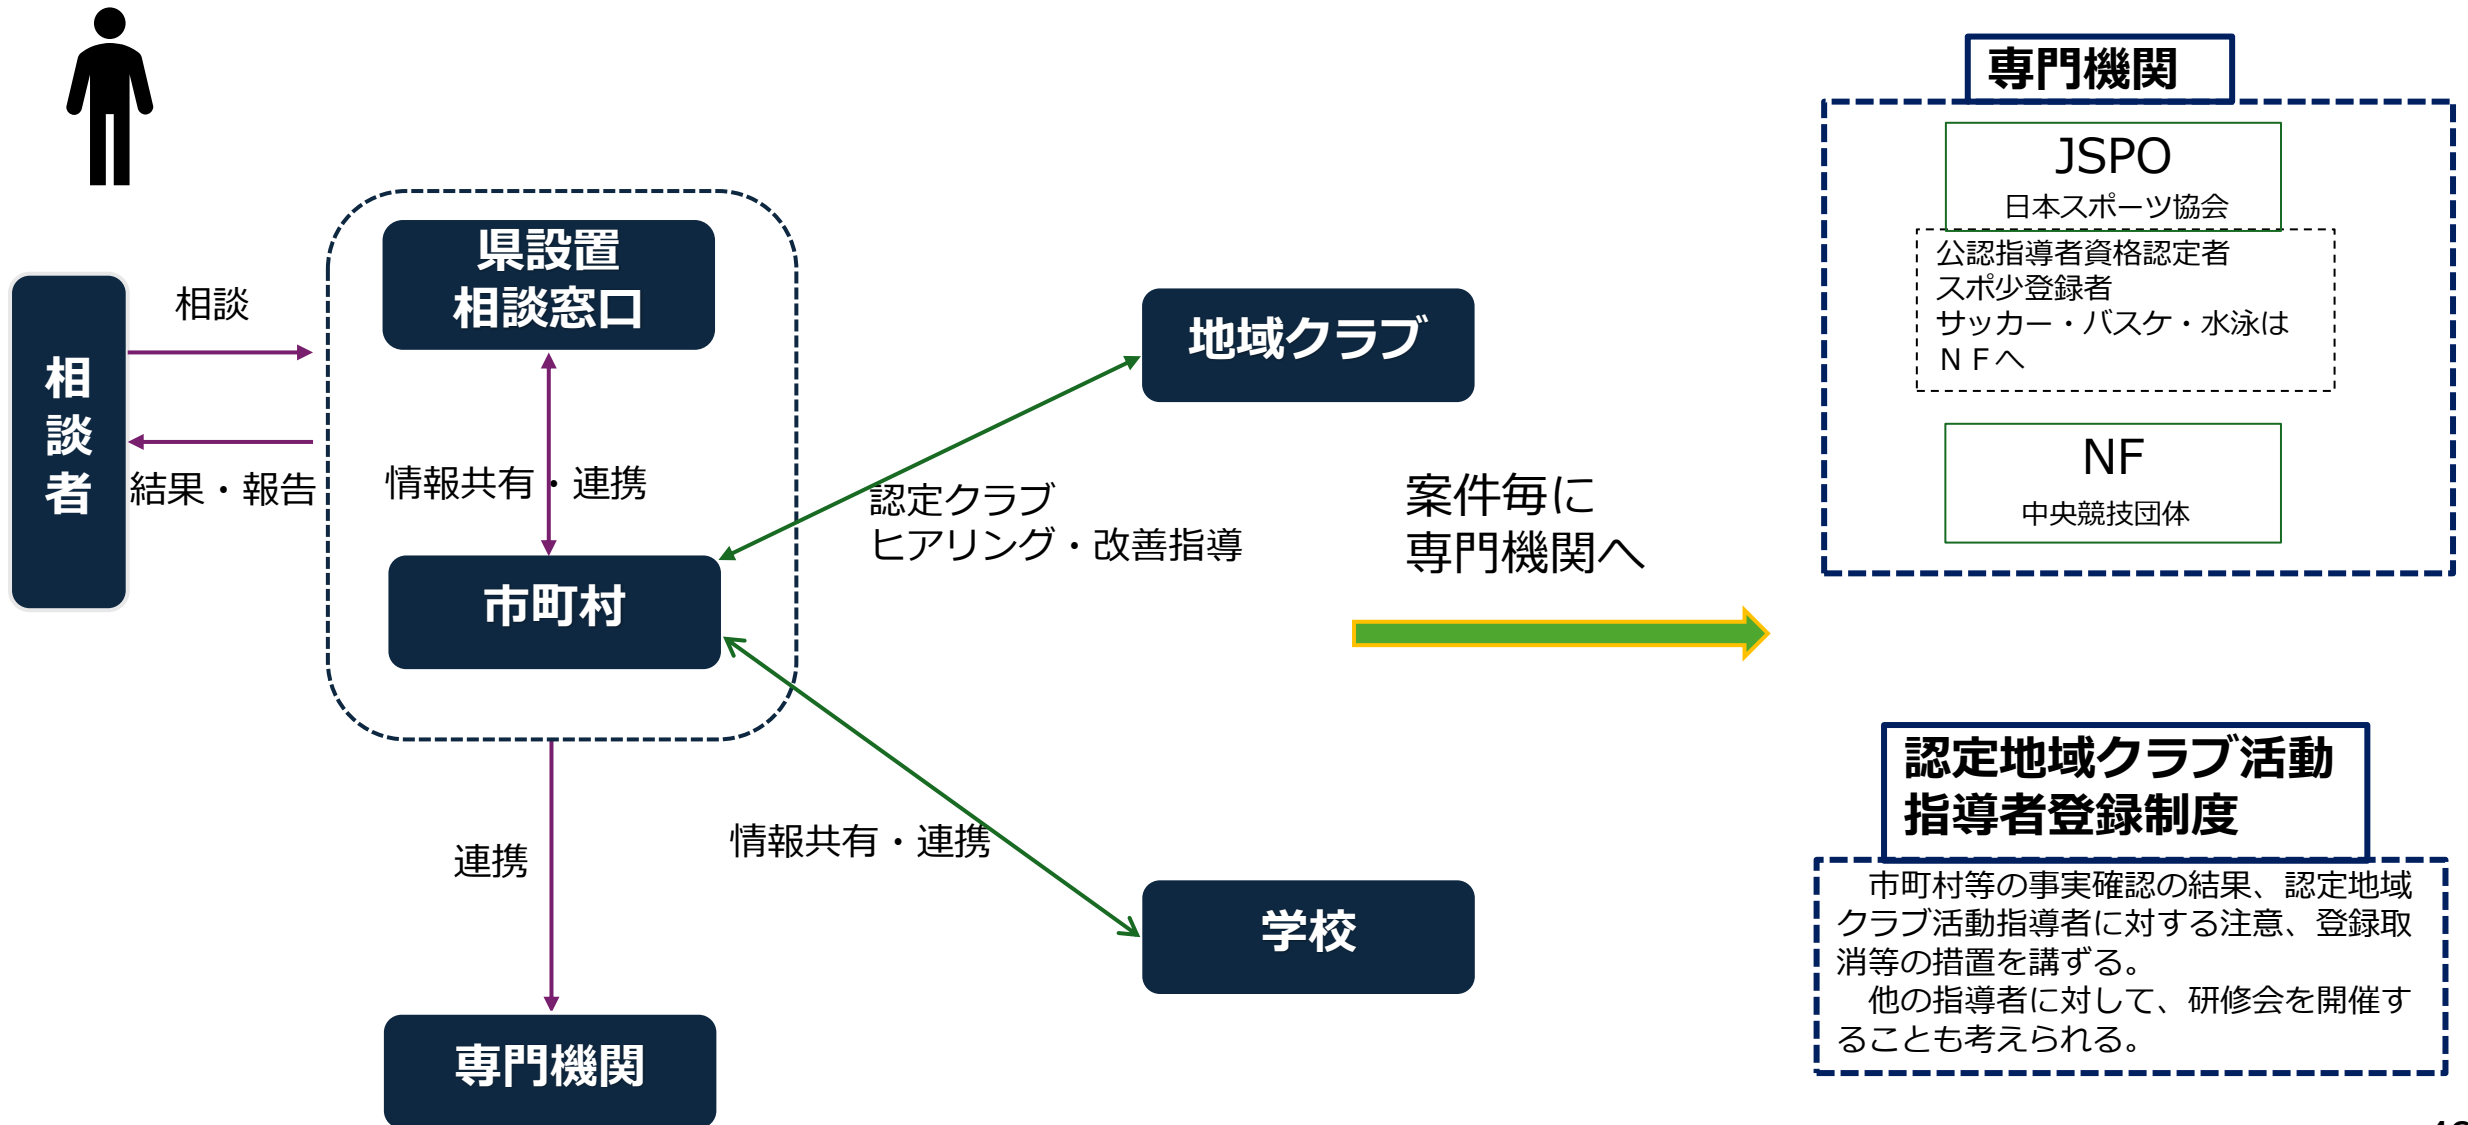 相談者
相談
結果・報告
県設置
相談窓口
情報共有・連携
市町村
連携
専門機関
地域クラブ
認定クラブ
ヒアリング・改善指導
情報共有・連携
学校
案件毎に
専門機関へ
専門機関
JSPO
日本スポーツ協会
公認指導者資格認定者
スポ少登録者
サッカー・バスケ・水泳は
ＮＦへ
NF
中央競技団体
認定地域クラブ活動
指導者登録制度
　市町村等の事実確認の結果、認定地域
クラブ活動指導者に対する注意、登録取
消等の措置を講ずる。
　他の指導者に対して、研修会を開催す
ることも考えられる。